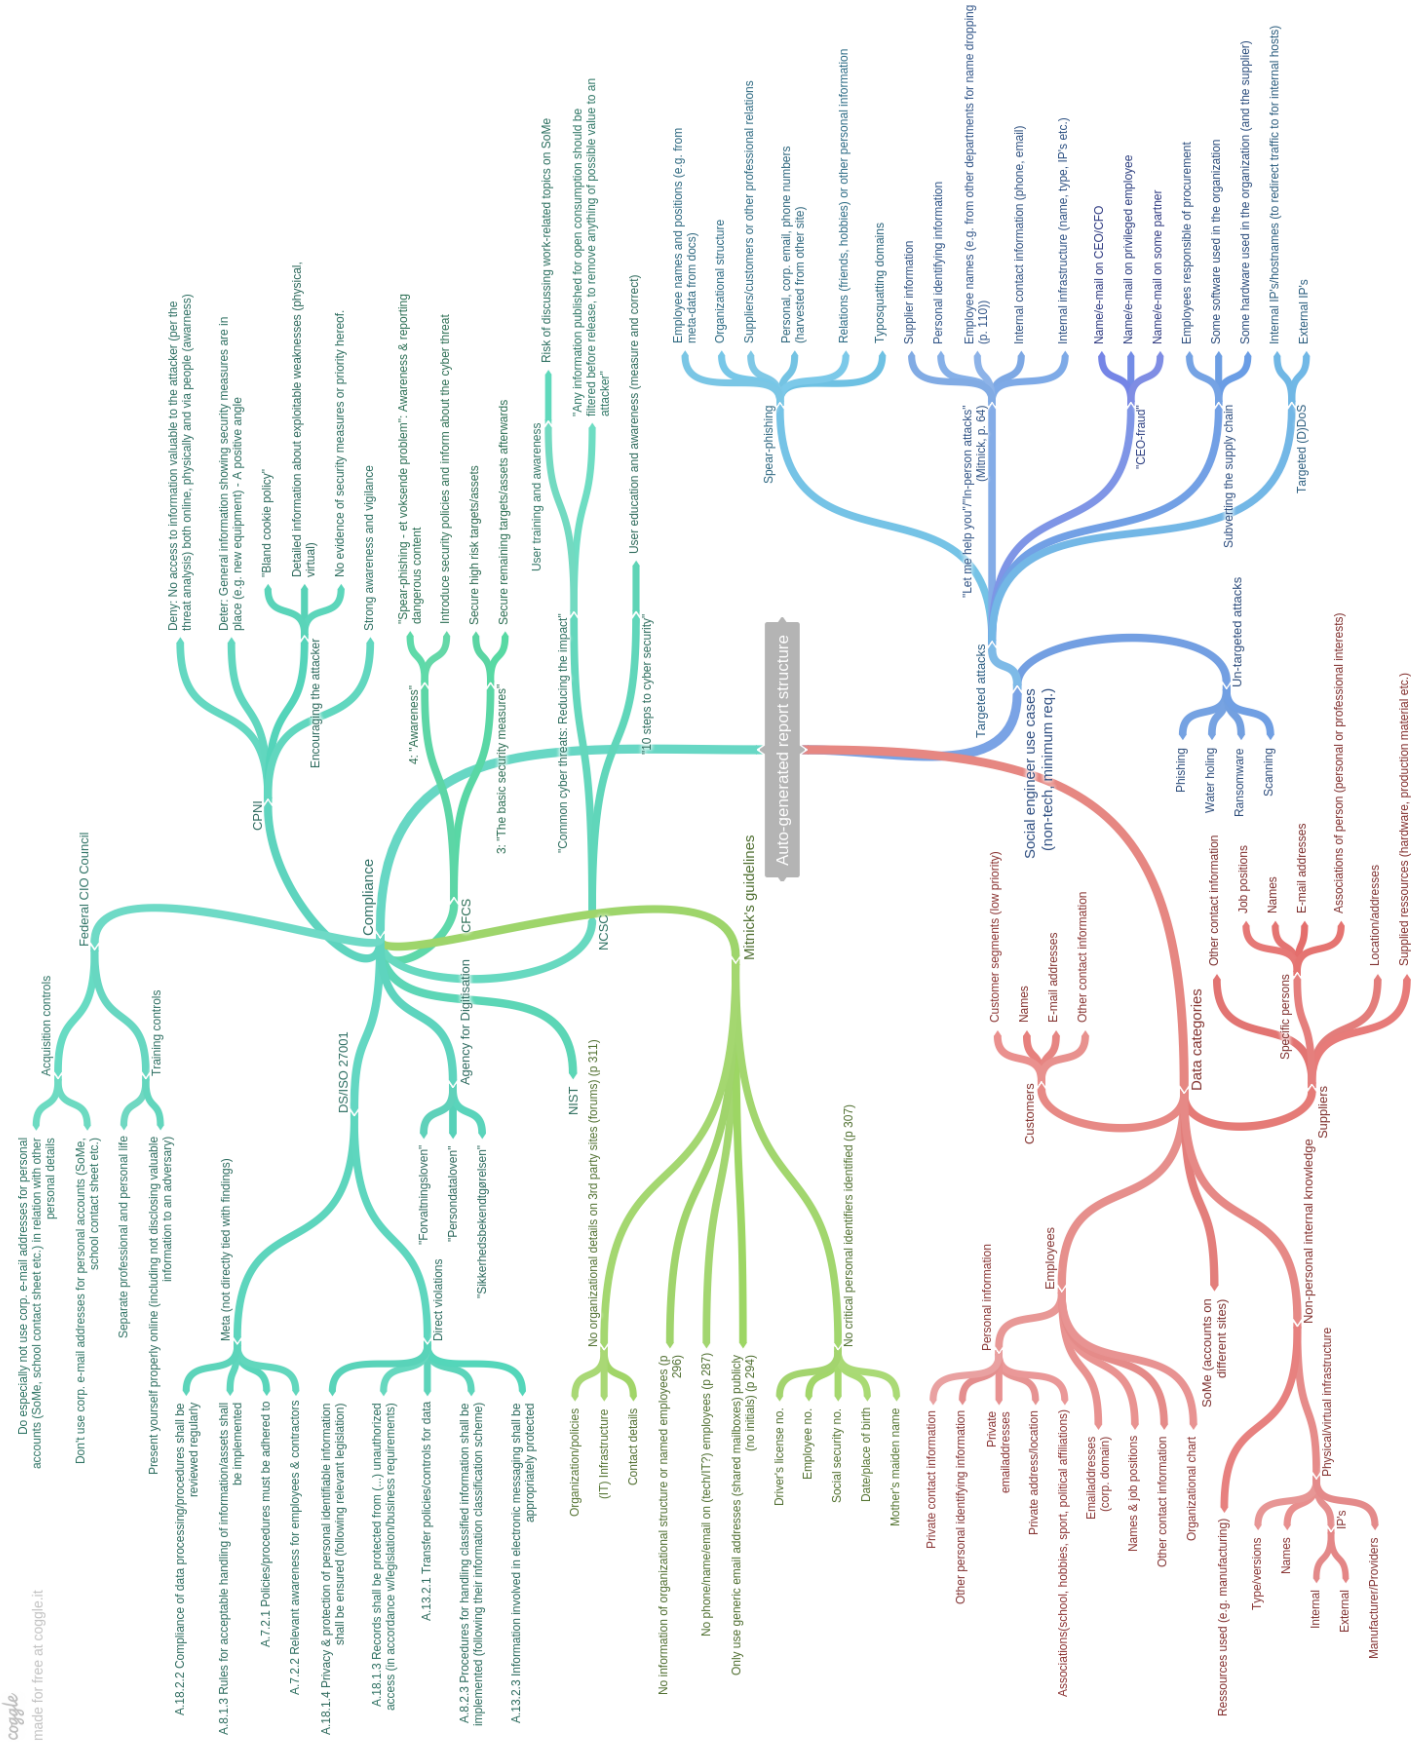 coggle
made for free at coggle.it
Auto-generated report structure
Compliance
Federal CIO Council
Acquisition controls
Do especially not use corp. e-mail addresses for personal
accounts (SoMe, school contact sheet etc.) in relation with other
personal details
Don't use corp. e-mail addresses for personal accounts (SoMe,
school contact sheet etc.)
Training controls
Separate professional and personal life
Present yourself properly online (including not disclosing valuable
information to an adversary)
DS/ISO 27001
Meta (not directly tied with findings)
A.18.2.2 Compliance of data processing/procedures shall be
reviewed regularly
A.8.1.3 Rules for acceptable handling of information/assets shall
be implemented
A.7.2.1 Policies/procedures must be adhered to
A.7.2.2 Relevant awareness for employees & contractors
Direct violations
A.18.1.4 Privacy & protection of personal identifiable information
shall be ensured (following relevant legislation)
A.18.1.3 Records shall be protected from (...) unauthorized
access (in accordance w/legislation/business requirements)
A.13.2.1 Transfer policies/controls for data
A.8.2.3 Procedures for handling classified information shall be
implemented (following their information classification scheme)
A.13.2.3 Information involved in electronic messaging shall be
appropriately protected
Agency for Digitisation
"Forvaltningsloven"
"Persondataloven"
"Sikkerhedsbekendtgørelsen"
NIST
CPNI
Deny: No access to information valuable to the attacker (per the
threat analysis) both online, physically and via people (awarness)
Deter: General information showing security measures are in
place (e.g. new equipment) - A positive angle
Encouraging the attacker
"Bland cookie policy"
Detailed information about exploitable weaknesses (physical,
virtual)
No evidence of security measures or priority hereof.
Strong awareness and vigilance
CFCS
4: "Awareness"
"Spear-phishing - et voksende problem": Awareness & reporting
dangerous content
Introduce security policies and inform about the cyber threat
3: "The basic security measures"
Secure high risk targets/assets
Secure remaining targets/assets afterwards
NCSC
"Common cyber threats: Reducing the impact"
User training and awareness
Risk of discussing work-related topics on SoMe
"Any information published for open consumption should be
filtered before release, to remove anything of possible value to an
attacker"
"10 steps to cyber security"
User education and awareness (measure and correct)
Mitnick's guidelines
No organizational details on 3rd party sites (forums) (p 311)
Organization/policies
(IT) Infrastructure
Contact details
No information of organizational structure or named employees (p
296)
No phone/name/email on (tech/IT?) employees (p 287)
Only use generic email addresses (shared mailboxes) publicly
(no initials) (p 294)
No critical personal identifiers identified (p 307)
Driver's license no.
Employee no.
Social security no.
Date/place of birth
Mother's maiden name
Social engineer use cases
(non-tech, minimum req.)
Targeted attacks
Spear-phishing
Employee names and positions (e.g. from
meta-data from docs)
Organizational structure
Suppliers/customers or other professional relations
Personal, corp. email, phone numbers
(harvested from other site)
Relations (friends, hobbies) or other personal information
Typosquatting domains
"Let me help you"/"In-person attacks"
(Mitnick, p. 64)
Supplier information
Personal identifying information
Employee names (e.g. from other departments for name dropping
(p. 110))
Internal contact information (phone, email)
Internal infrastructure (name, type, IP's etc.)
"CEO-fraud"
Name/e-mail on CEO/CFO
Name/e-mail on privileged employee
Name/e-mail on some partner
Subverting the supply chain
Employees responsible of procurement
Some software used in the organization
Some hardware used in the organization (and the supplier)
Targeted (D)DoS
Internal IP's/hostnames (to redirect traffic to for internal hosts)
External IP's
Un-targeted attacks
Phishing
Water holing
Ransomware
Scanning
Data categories
Customers
Customer segments (low priority)
Names
E-mail addresses
Other contact information
Suppliers
Other contact information
Specific persons
Job positions
Names
E-mail addresses
Associations of person (personal or professional interests)
Location/addresses
Supplied ressources (hardware, production material etc.)
Employees
Personal information
Private contact information
Other personal identifying information
Private
emailaddresses
Private address/location
Associations(school, hobbies, sport, political affiliations)
Emailaddresses
(corp. domain)
Names & job positions
Other contact information
Organizational chart
SoMe (accounts on
different sites)
Non-personal internal knowledge
Ressources used (e.g. manufacturing)
Physical/virtual infrastructure
Type/versions
Names
IP's
Internal
External
Manufacturer/Providers